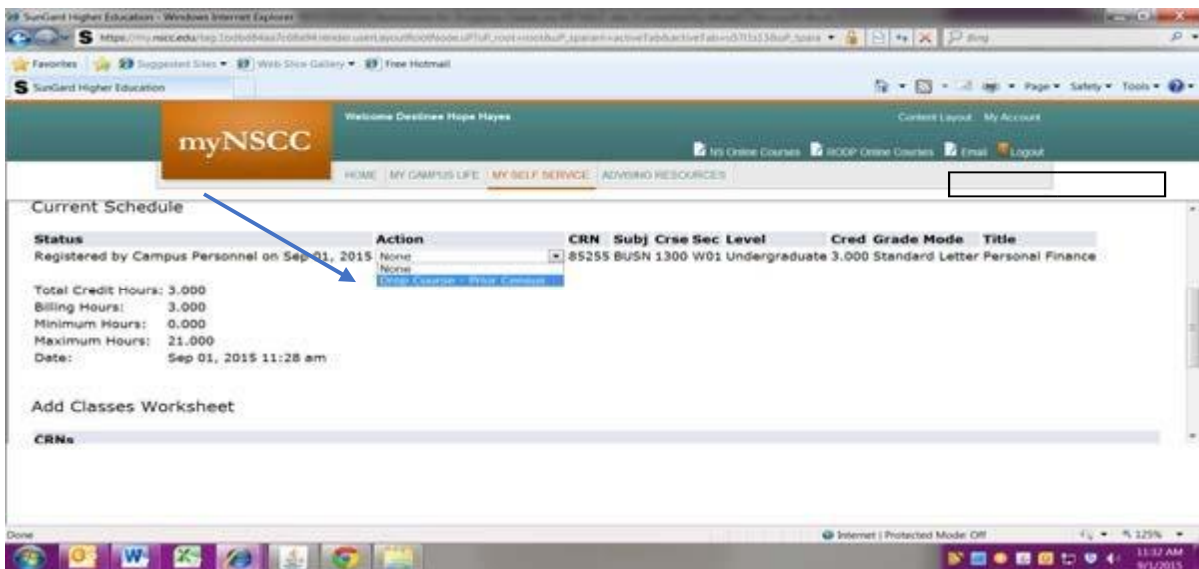 SunGard Higher Education - Windows Internet Explorer
Bing
Favorites Suggested Sites Web Slice Gallery Free Hotmail
SunGard Higher Education
Page Safety Tools
Welcome Destinee Hope Hayes
Content Layout My Account
myNSCC
NS Online Courses RODP Online Courses Email Logout
HOME MY CAMPUS LIFE MY SELF SERVICE ADVISING RESOURCES
Current Schedule
Status Action CRN Subj Crse Sec Level Cred Grade Mode Title
Registered by Campus Personnel on Sep 01, 2015 None 85255 BUSN 1300 W01 Undergraduate 3.000 Standard Letter Personal Finance
None
Drop Course - Prior Census
Total Credit Hours: 3.000
Billing Hours: 3.000
Minimum Hours: 0.000
Maximum Hours: 21.000
Date: Sep 01, 2015 11:28 am
Add Classes Worksheet
CRNs
Done
Internet | Protected Mode: Off
125%
11:32 AM
9/1/2015